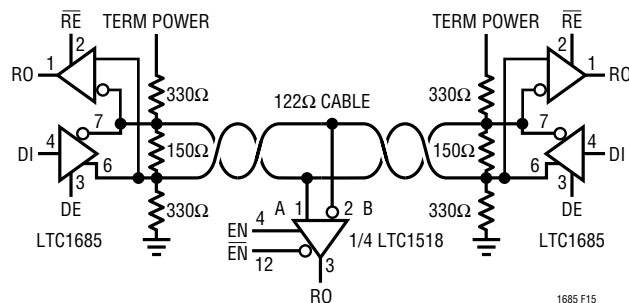 RE TERM POWER TERM POWER RE
2 2
RO 1 1 RO
330Ω 122Ω CABLE 330Ω
7 7
DI 4 150Ω 150Ω 4 DI
6 6
3 A 1 2 B 3
DE 330Ω EN 4 330Ω DE
LTC1685 EN 12 1/4 LTC1518 LTC1685
3
RO
1685 F15